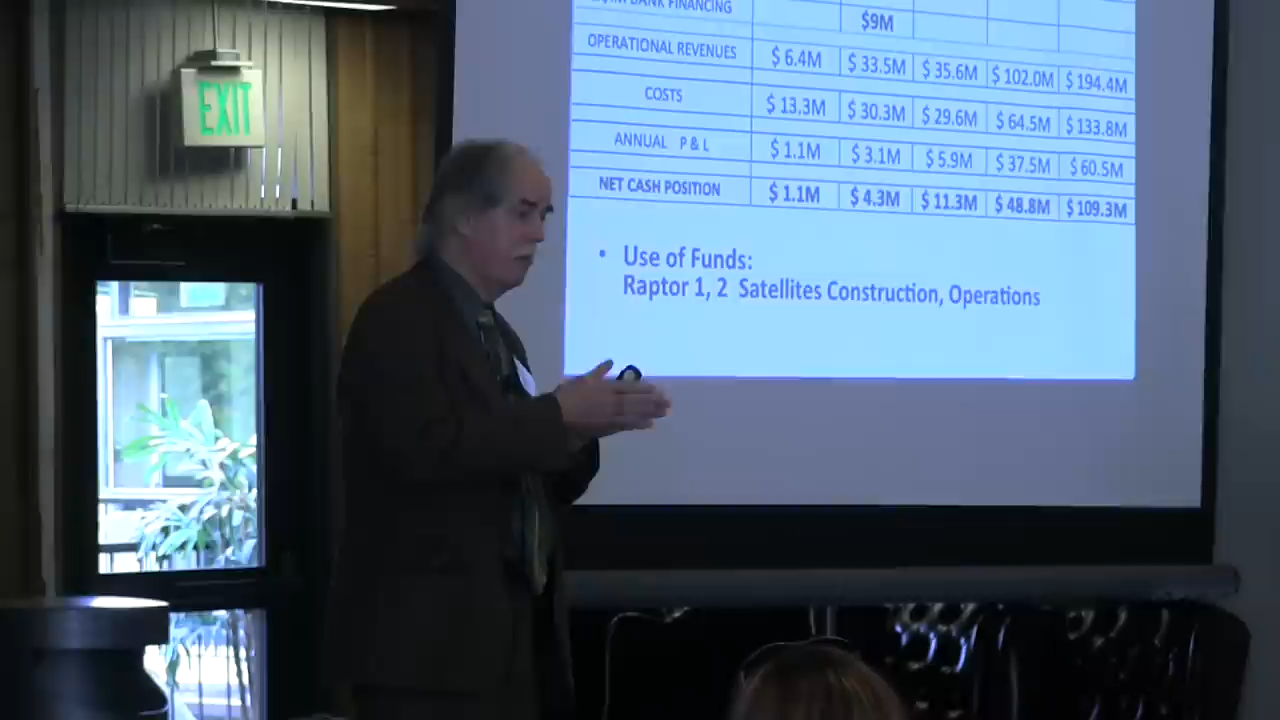 EXIT
BANK FINANCING
$9M
OPERATIONAL REVENUES $ 6.4M $ 33.5M $ 35.6M $ 102.0M $ 194.4M
COSTS $ 13.3M $ 30.3M $ 29.6M $ 64.5M $ 133.8M
ANNUAL P & L $ 1.1M $ 3.1M $ 5.9M $ 37.5M $ 60.5M
NET CASH POSITION $ 1.1M $ 4.3M $ 11.3M $ 48.8M $ 109.3M
• Use of Funds:
Raptor 1, 2 Satellites Construction, Operations